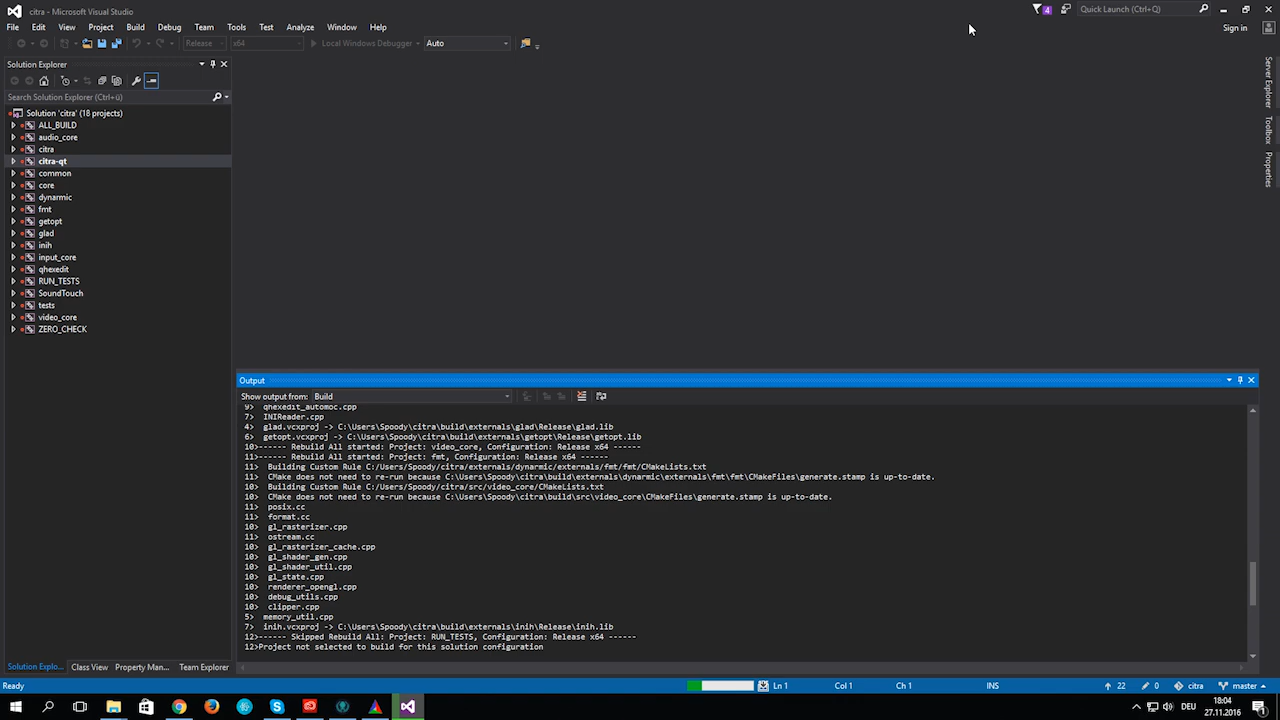 citra - Microsoft Visual Studio
4
Quick Launch (Ctrl+Q)
File Edit View Project Build Debug Team Tools Test Analyze Window Help
Sign in
Release x64 Local Windows Debugger Auto
Solution Explorer
Search Solution Explorer (Ctrl+ü)
Solution 'citra' (18 projects)
ALL_BUILD
audio_core
citra
citra-qt
common
core
dynarmic
fmt
getopt
glad
inih
input_core
qhexedit
RUN_TESTS
SoundTouch
tests
video_core
ZERO_CHECK
Server Explorer
Toolbox
Properties
Output
Show output from: Build
9> qhexedit_automoc.cpp
7> INIReader.cpp
4> glad.vcxproj -> C:\Users\Spoody\citra\build\externals\glad\Release\glad.lib
6> getopt.vcxproj -> C:\Users\Spoody\citra\build\externals\getopt\Release\getopt.lib
10>------ Rebuild All started: Project: video_core, Configuration: Release x64 ------
11>------ Rebuild All started: Project: fmt, Configuration: Release x64 ------
11> Building Custom Rule C:/Users/Spoody/citra/externals/dynarmic/externals/fmt/fmt/CMakeLists.txt
11> CMake does not need to re-run because C:\Users\Spoody\citra\build\externals\dynarmic\externals\fmt\fmt\CMakeFiles\generate.stamp is up-to-date.
10> Building Custom Rule C:/Users/Spoody/citra/src/video_core/CMakeLists.txt
10> CMake does not need to re-run because C:\Users\Spoody\citra\build\src\video_core\CMakeFiles\generate.stamp is up-to-date.
11> posix.cc
11> format.cc
10> gl_rasterizer.cpp
11> ostream.cc
10> gl_rasterizer_cache.cpp
10> gl_shader_gen.cpp
10> gl_shader_util.cpp
10> gl_state.cpp
10> renderer_opengl.cpp
10> debug_utils.cpp
10> clipper.cpp
5> memory_util.cpp
7> inih.vcxproj -> C:\Users\Spoody\citra\build\externals\inih\Release\inih.lib
12>------ Skipped Rebuild All: Project: RUN_TESTS, Configuration: Release x64 ------
12>Project not selected to build for this solution configuration
Solution Explo... Class View Property Man... Team Explorer
Ready Ln 1 Col 1 Ch 1 INS 22 0 citra master
DEU
18:04
27.11.2016
1